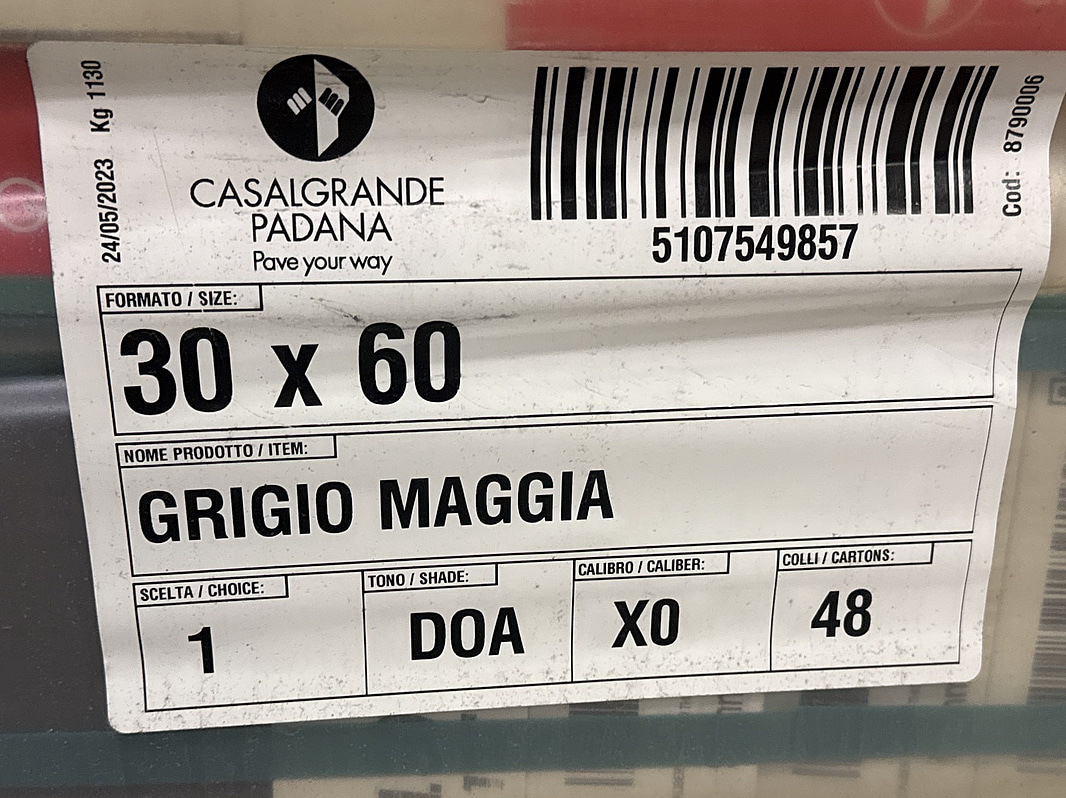 24/05/2023 Kg 1130
CASALGRANDE
PADANA
Pave your way
5107549857
Cod: 8790006
FORMATO / SIZE:
30 x 60
NOME PRODOTTO / ITEM:
GRIGIO MAGGIA
SCELTA / CHOICE:
1
TONO / SHADE:
DOA
CALIBRO / CALIBER:
X0
COLLI / CARTONS:
48